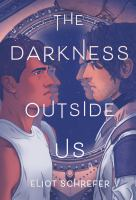 THE
DARKNESS
OUTSIDE
US
ELIOT SCHREFER